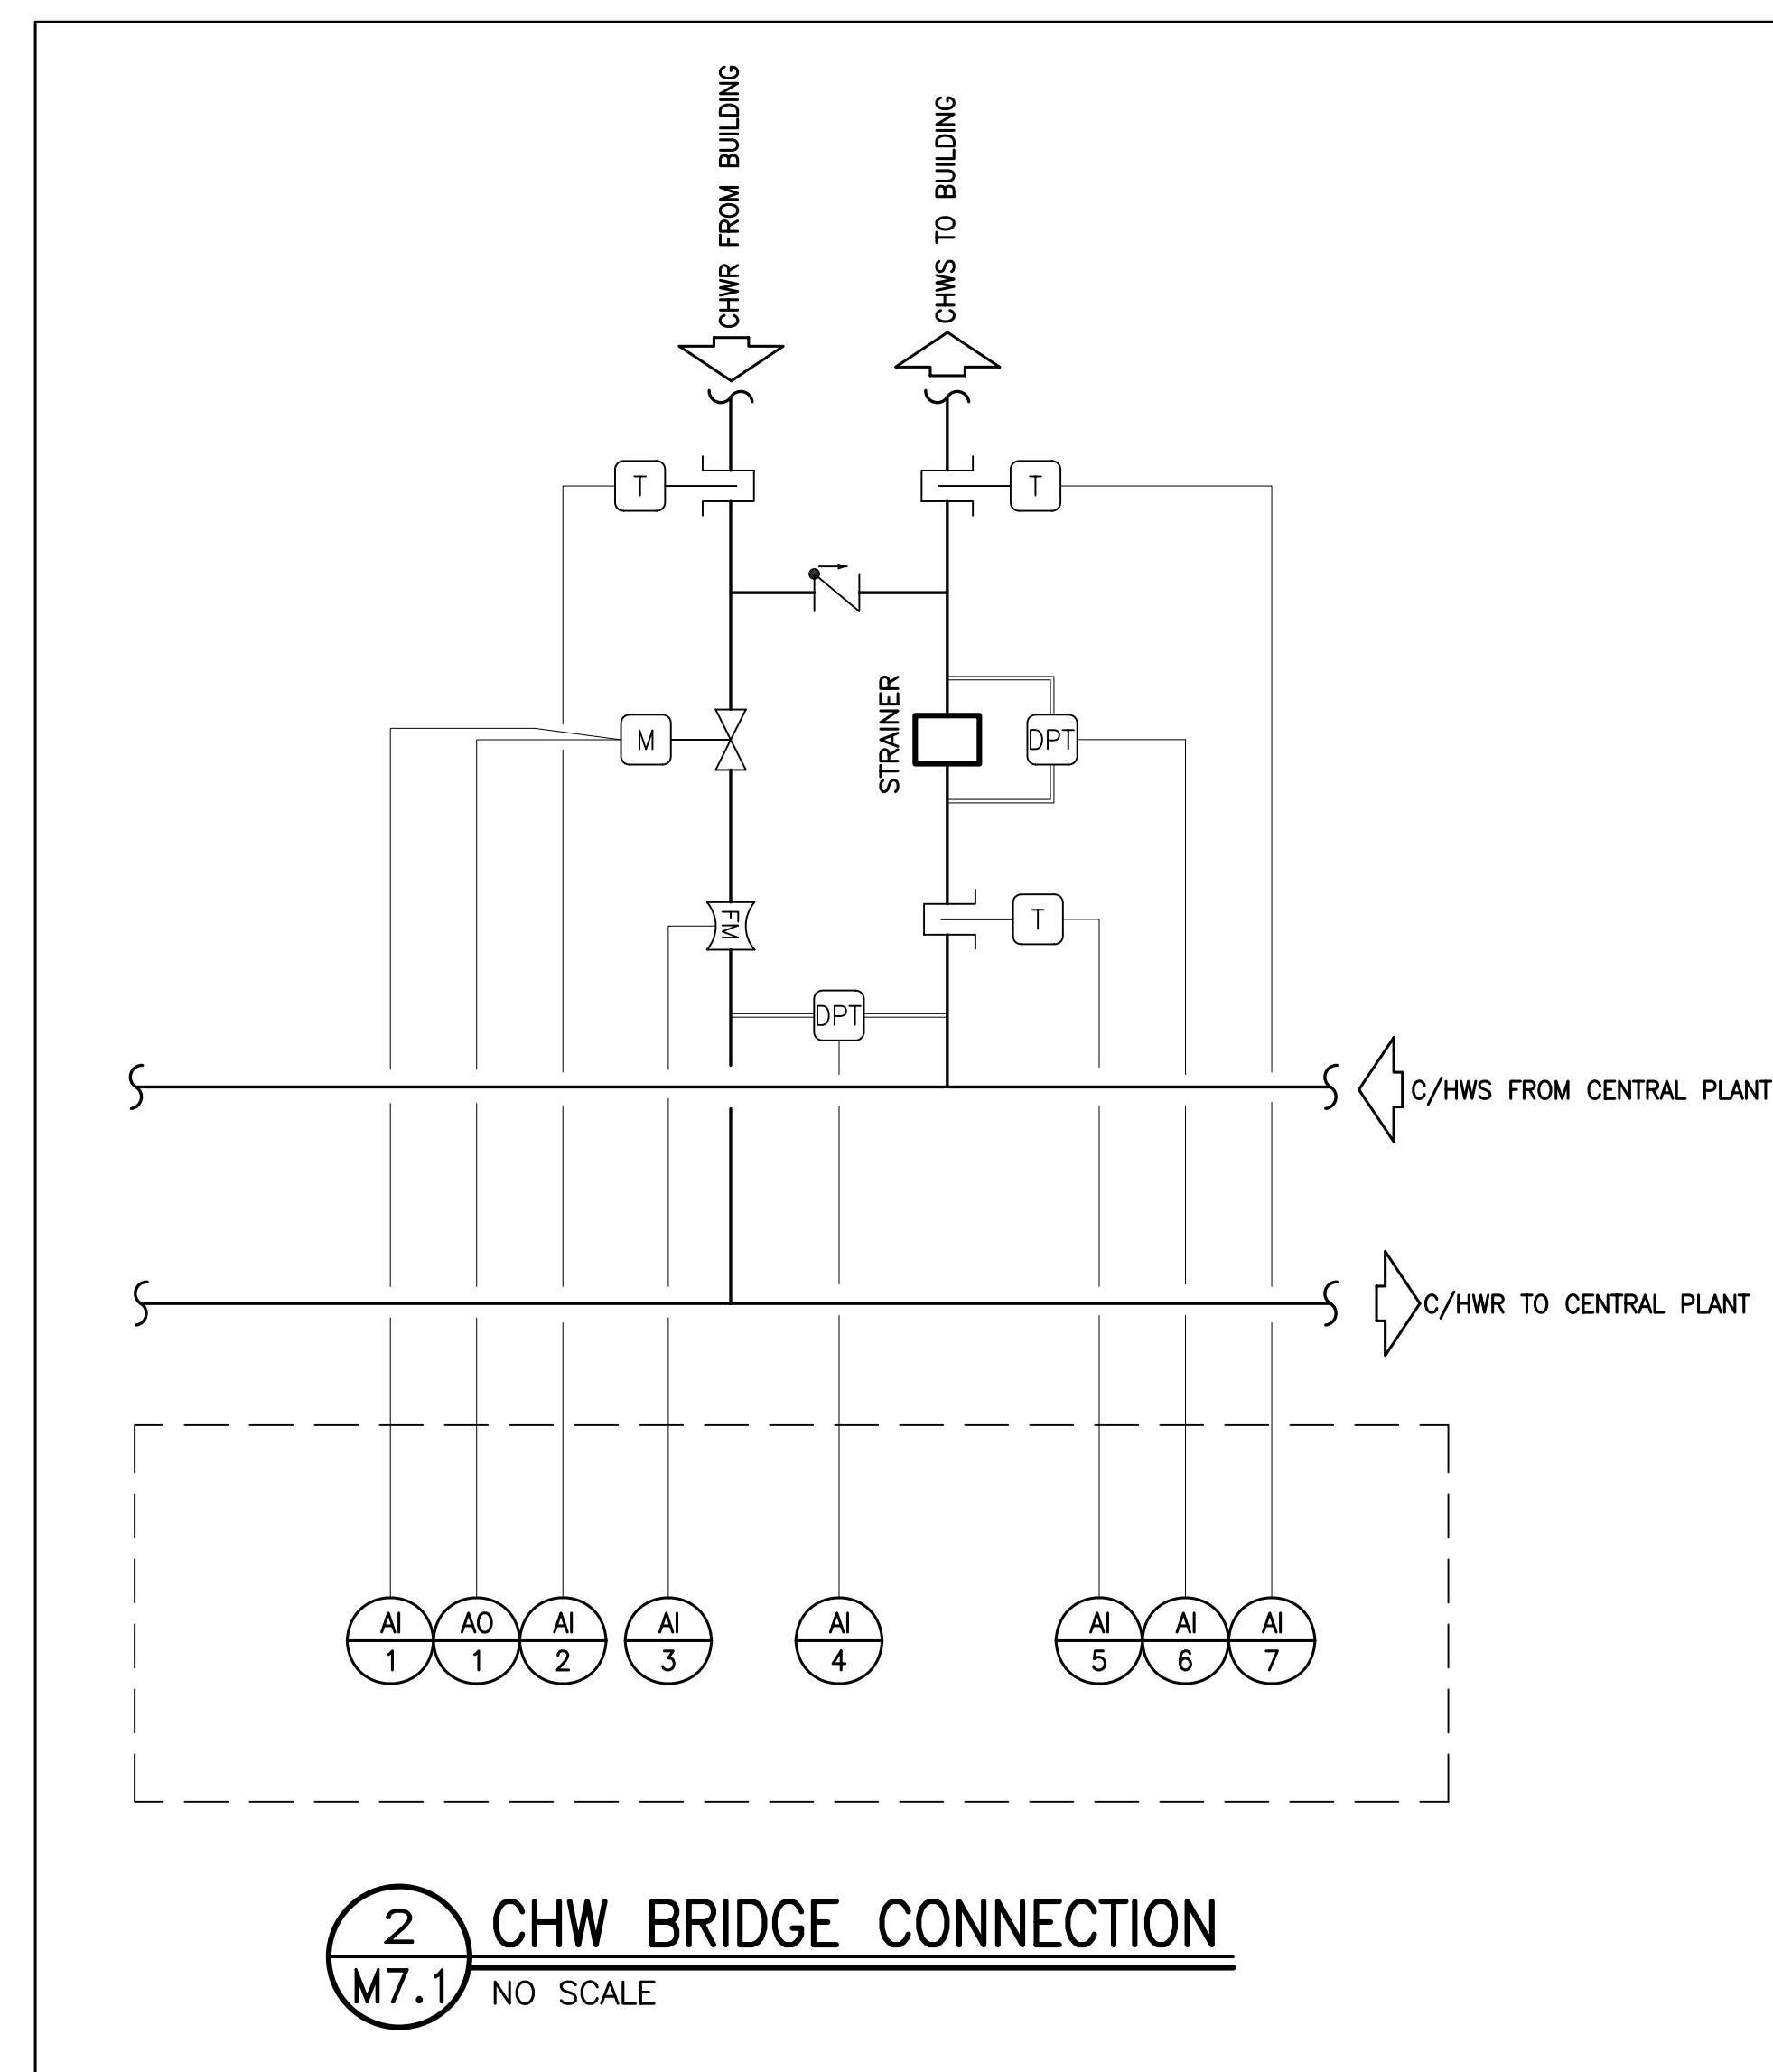 CHWR FROM BUILDING
CHWS TO BUILDING
T
T
STRAINER
M
DPT
FM
T
DPT
C/HWS FROM CENTRAL PLANT
C/HWR TO CENTRAL PLANT
AI
1
AO
1
AI
2
AI
3
AI
4
AI
5
AI
6
AI
7
2
M7.1
CHW BRIDGE CONNECTION
NO SCALE